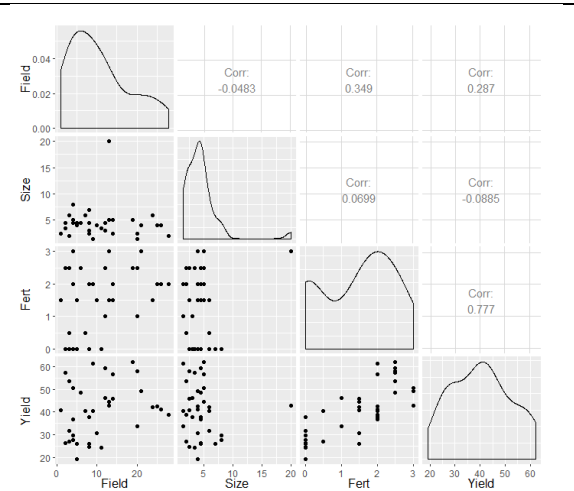 Field
0.04
0.02
0.00
Corr:
-0.0483
Corr:
0.349
Corr:
0.287
Size
20
15
10
5
Corr:
0.0699
Corr:
-0.0885
Fert
3
2
1
0
Corr:
0.777
Yield
60
50
40
30
20
0 10 20
5 10 15 20
0 1 2 3
20 30 40 50 60
Field
Size
Fert
Yield